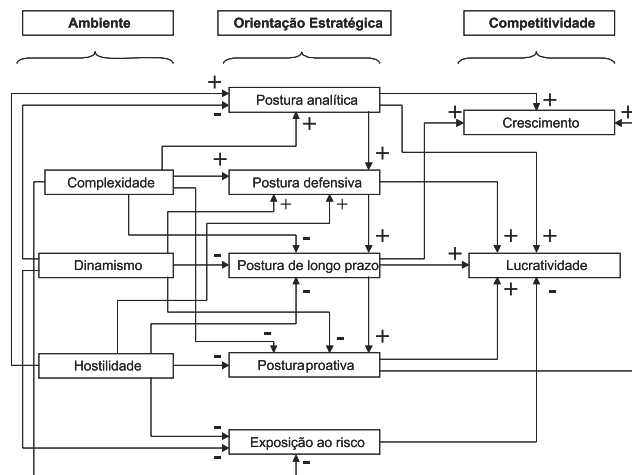 Ambiente
Orientação Estratégica
Competitividade
+
-
Postura analítica
+
+
+
Crescimento
+
+
Complexidade
+
Postura defensiva
+
+
+
+
+
-
Dinamismo
-
Postura de longo prazo
+
Lucratividade
-
+
-
-
-
+
Hostilidade
-
Postura proativa
-
-
Exposição ao risco
-